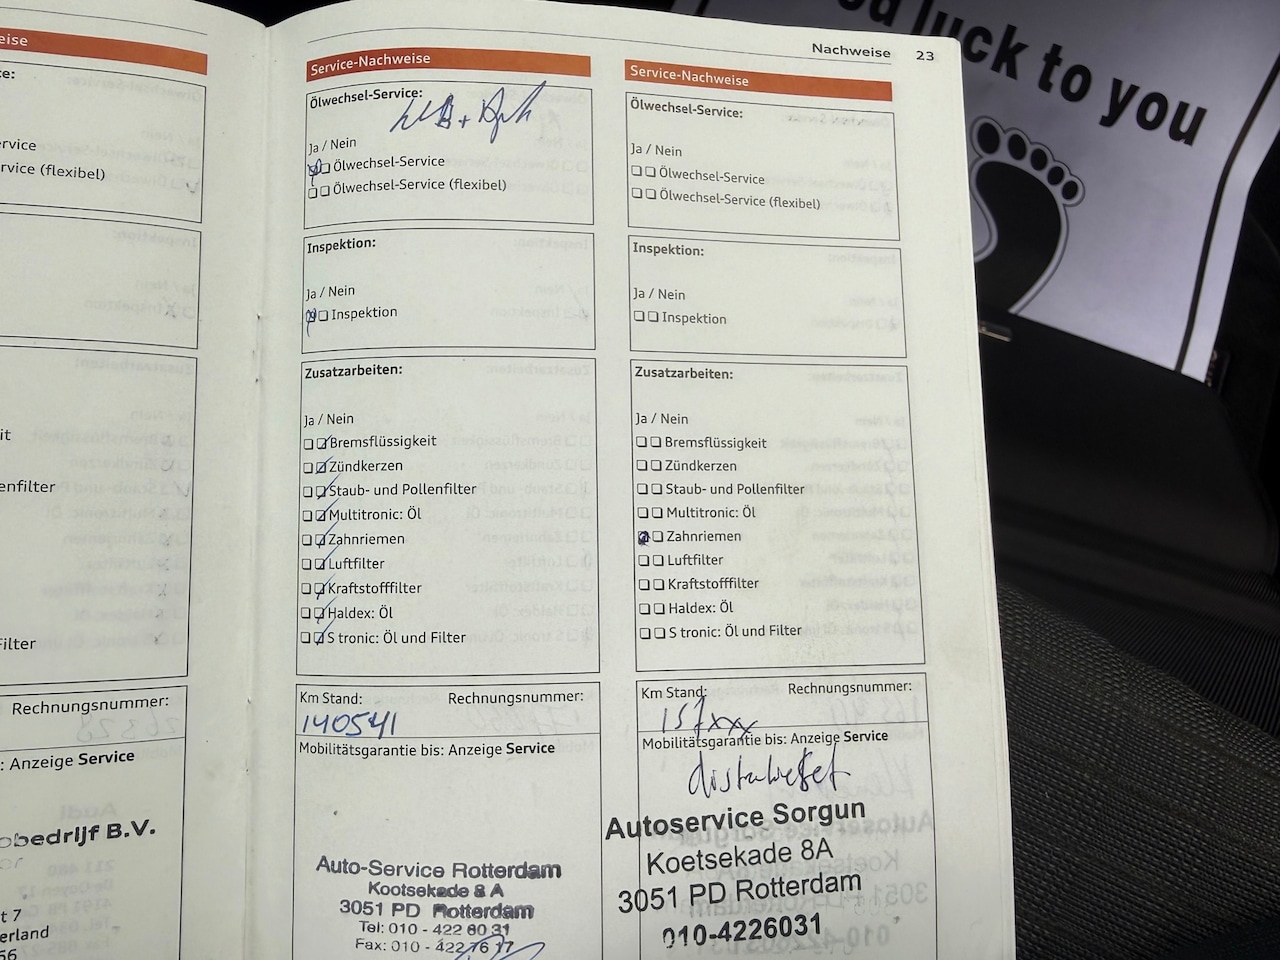 Nachweise 23
eise
e:
rvice
rvice (flexibel)
it
enfilter
Filter
Rechnungsnummer:
: Anzeige Service
obedrijf B.V.
t 7
erland
56
Service-Nachweise
Ölwechsel-Service:
Ja / Nein
Ölwechsel-Service
Ölwechsel-Service (flexibel)
Inspektion:
Ja / Nein
Inspektion
Zusatzarbeiten:
Ja / Nein
Bremsflüssigkeit
Zündkerzen
Staub- und Pollenfilter
Multitronic: Öl
Zahnriemen
Luftfilter
Kraftstofffilter
Haldex: Öl
S tronic: Öl und Filter
Km Stand: Rechnungsnummer:
140541
Mobilitätsgarantie bis: Anzeige Service
Auto-Service Rotterdam
Kootsekade 8 A
3051 PD Rotterdam
Tel: 010 - 422 60 31
Fax: 010 - 422 76 17
Service-Nachweise
Ölwechsel-Service:
Ja / Nein
Ölwechsel-Service
Ölwechsel-Service (flexibel)
Inspektion:
Ja / Nein
Inspektion
Zusatzarbeiten:
Ja / Nein
Bremsflüssigkeit
Zündkerzen
Staub- und Pollenfilter
Multitronic: Öl
Zahnriemen
Luftfilter
Kraftstofffilter
Haldex: Öl
S tronic: Öl und Filter
Km Stand: Rechnungsnummer:
157xxx
Mobilitätsgarantie bis: Anzeige Service
Autoservice Sorgun
Koetsekade 8A
3051 PD Rotterdam
010-4226031
od luck to you